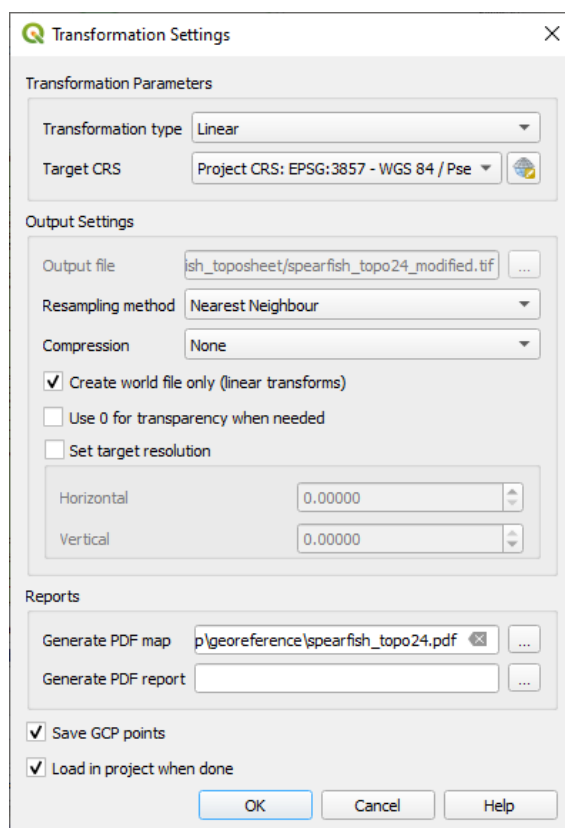 Transformation Settings
Transformation Parameters
Transformation type Linear
Target CRS Project CRS: EPSG:3857 - WGS 84 / Pse
Output Settings
Output file ish_toposheet/spearfish_topo24_modified.tif ...
Resampling method Nearest Neighbour
Compression None
Create world file only (linear transforms)
Use 0 for transparency when needed
Set target resolution
Horizontal 0.00000
Vertical 0.00000
Reports
Generate PDF map p\georeference\spearfish_topo24.pdf ...
Generate PDF report ...
Save GCP points
Load in project when done
OK Cancel Help